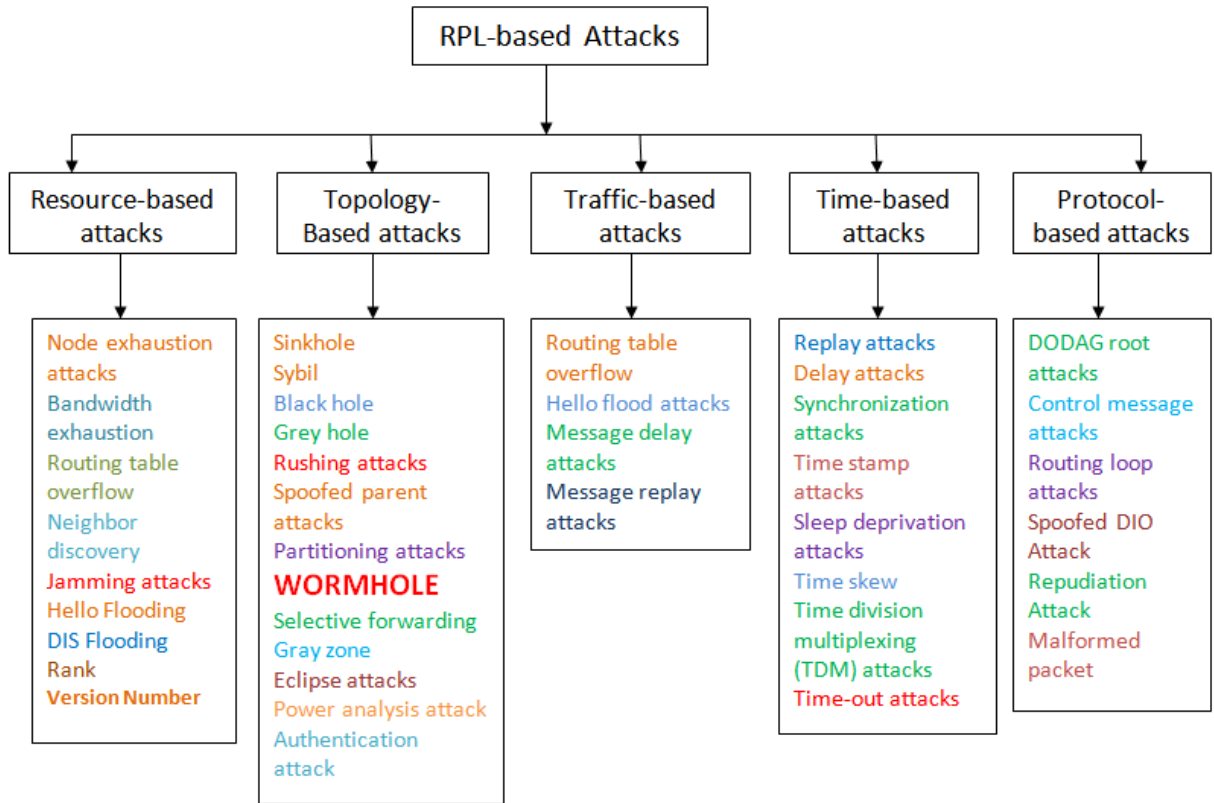 RPL-based Attacks
Resource-based
attacks
Topology-
Based attacks
Traffic-based
attacks
Time-based
attacks
Protocol-
based attacks
Node exhaustion
attacks
Bandwidth
exhaustion
Routing table
overflow
Neighbor
discovery
Jamming attacks
Hello Flooding
DIS Flooding
Rank
Version Number
Sinkhole
Sybil
Black hole
Grey hole
Rushing attacks
Spoofed parent
attacks
Partitioning attacks
WORMHOLE
Selective forwarding
Gray zone
Eclipse attacks
Power analysis attack
Authentication
attack
Routing table
overflow
Hello flood attacks
Message delay
attacks
Message replay
attacks
Replay attacks
Delay attacks
Synchronization
attacks
Time stamp
attacks
Sleep deprivation
attacks
Time skew
Time division
multiplexing
(TDM) attacks
Time-out attacks
DODAG root
attacks
Control message
attacks
Routing loop
attacks
Spoofed DIO
Attack
Repudiation
Attack
Malformed
packet